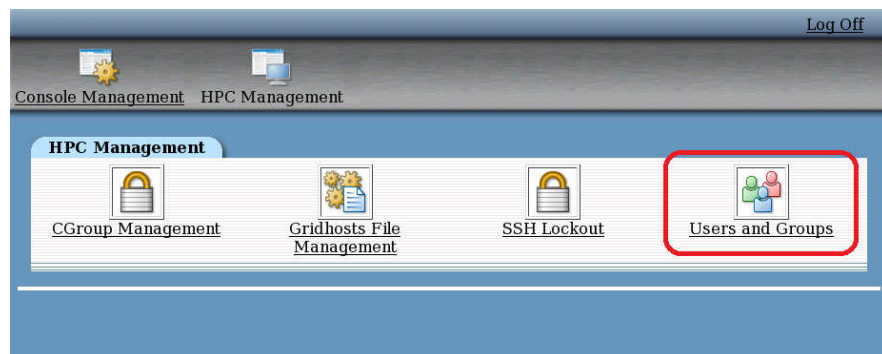 Log Off
Console Management HPC Management
HPC Management
CGroup Management Gridhosts File SSH Lockout Users and Groups
Management